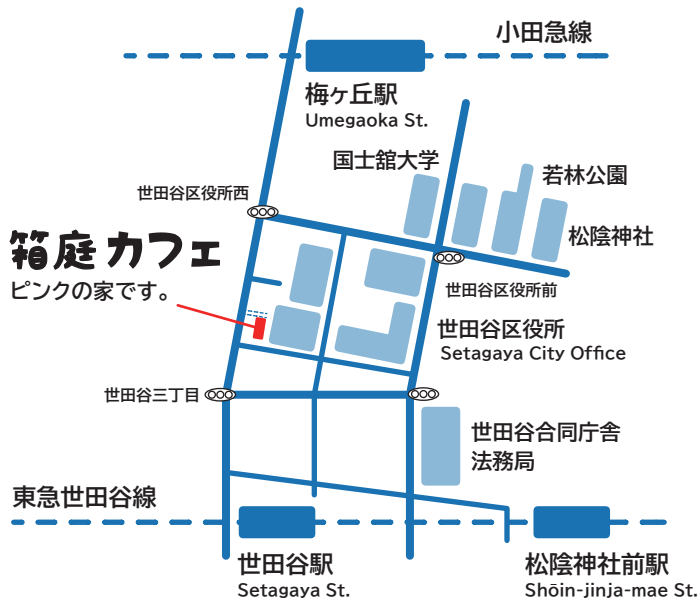 小田急線
梅ヶ丘駅
Umegaoka St.
国士舘大学
若林公園
世田谷区役所西
松陰神社
箱庭カフェ
ピンクの家です。
世田谷区役所前
世田谷区役所
Setagaya City Office
世田谷三丁目
世田谷合同庁舎
法務局
東急世田谷線
世田谷駅
Setagaya St.
松陰神社前駅
Shōin-jinja-mae St.